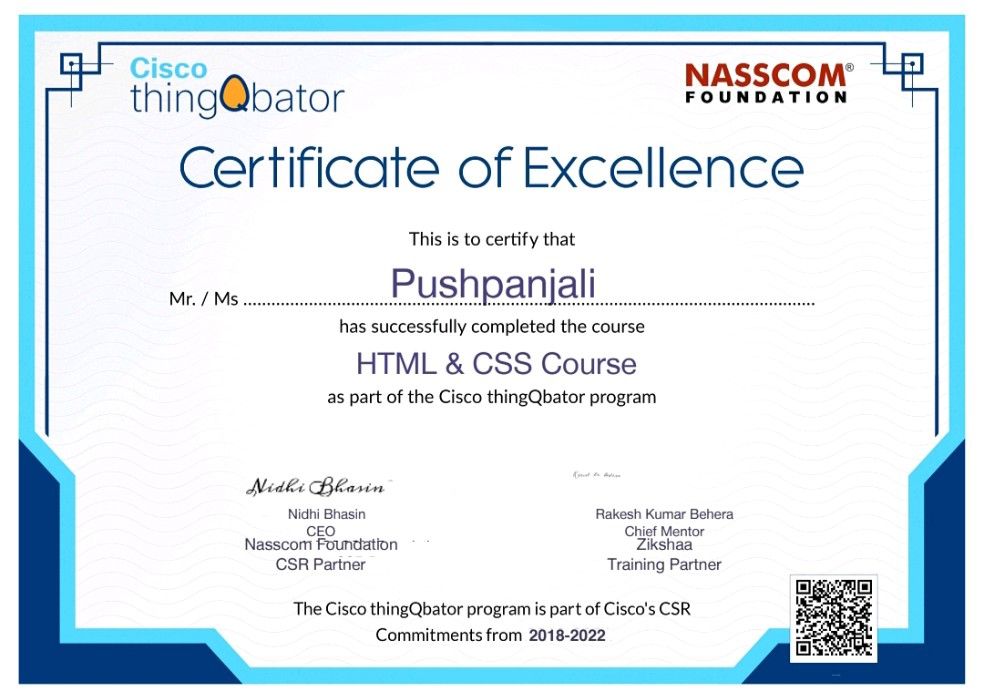 Cisco
thingQbator
NASSCOM®
FOUNDATION
Certificate of Excellence
This is to certify that
Mr. / Ms Pushpanjali
has successfully completed the course
HTML & CSS Course
as part of the Cisco thingQbator program
Nidhi Bhasin
Nidhi Bhasin
CEO
Nasscom Foundation
CSR Partner
Rakesh Kumar Behera
Chief Mentor
Zikshaa
Training Partner
The Cisco thingQbator program is part of Cisco's CSR
Commitments from 2018-2022